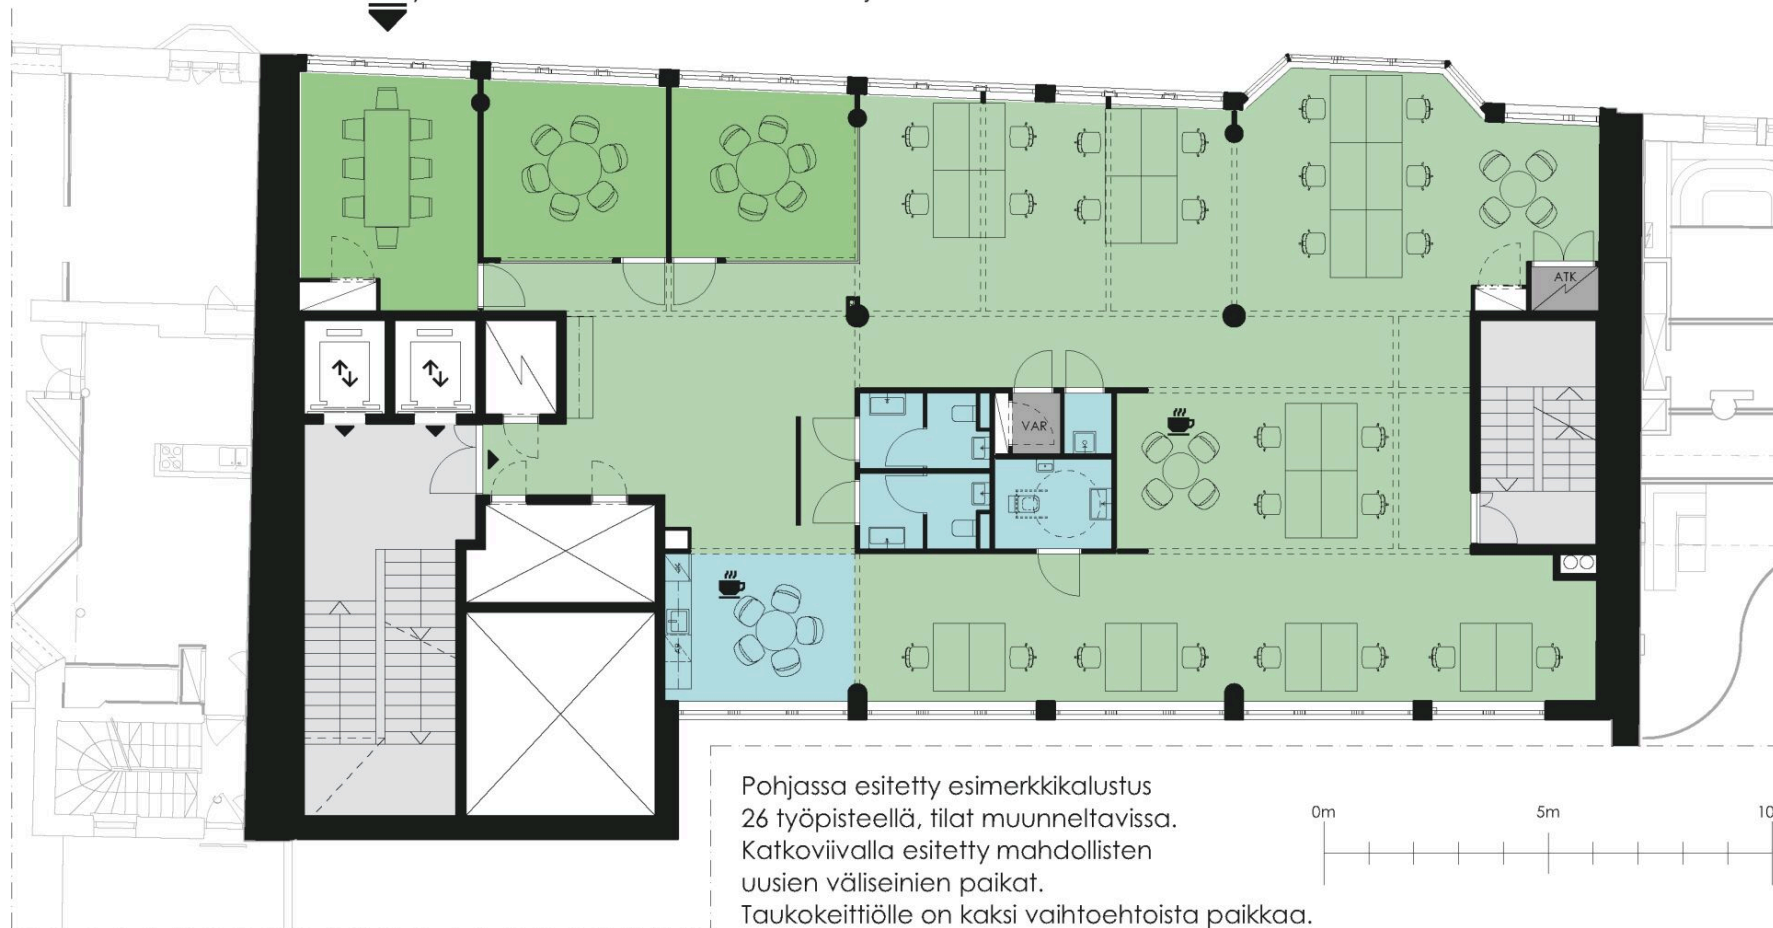 ATK
VAR
Pohjassa esitetty esimerkkikalustus
26 työpisteellä, tilat muunneltavissa.
Katkoviivalla esitetty mahdollisten
uusien väliseinien paikat.
Taukokeittiölle on kaksi vaihtoehtoista paikkaa.
0m 5m 10